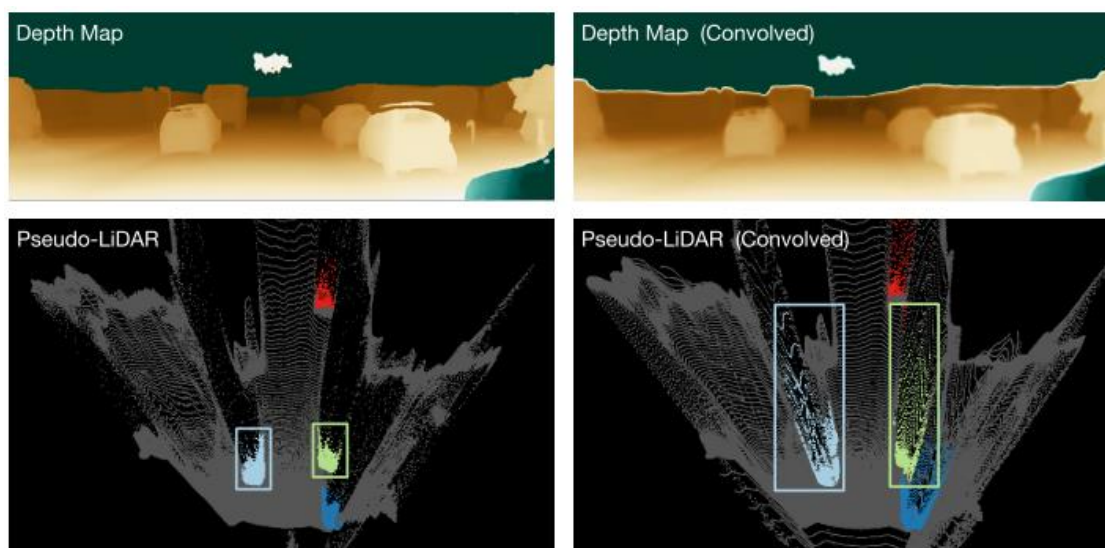 Depth Map
Depth Map (Convolved)
Pseudo-LiDAR
Pseudo-LiDAR (Convolved)